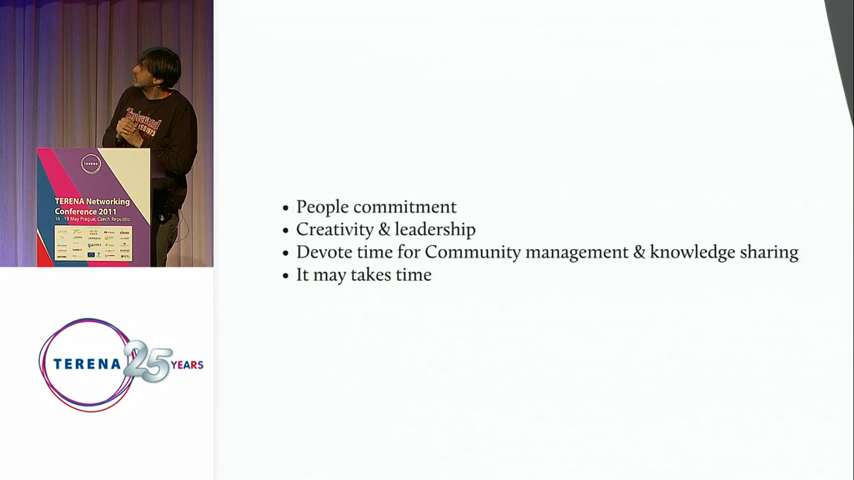 TERENA
TERENA Networking
Conference 2011
16 - 19 May Prague, Czech Republic
TERENA 25 YEARS
• People commitment
• Creativity & leadership
• Devote time for Community management & knowledge sharing
• It may takes time